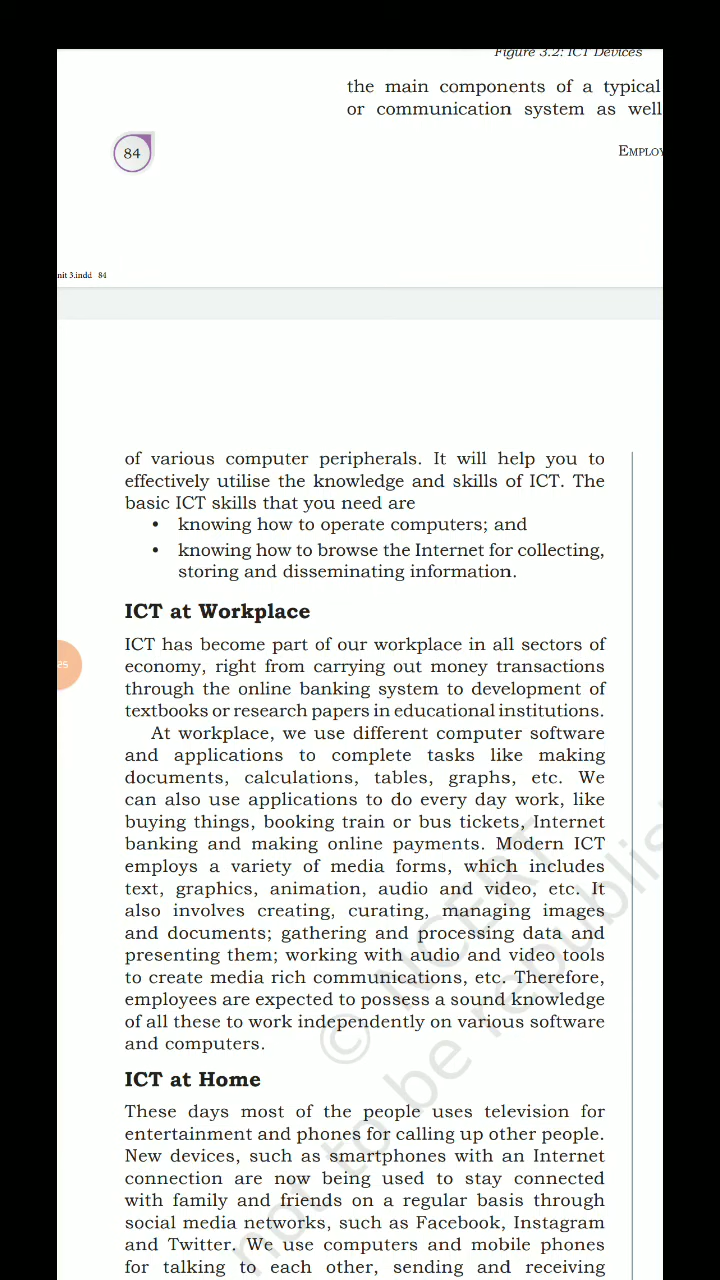 Figure 3.2: ICT Devices
the main components of a typical
or communication system as well
84
EMPLOY
nit 3.indd 84
of various computer peripherals. It will help you to
effectively utilise the knowledge and skills of ICT. The
basic ICT skills that you need are
• knowing how to operate computers; and
• knowing how to browse the Internet for collecting,
storing and disseminating information.
ICT at Workplace
25
ICT has become part of our workplace in all sectors of
economy, right from carrying out money transactions
through the online banking system to development of
textbooks or research papers in educational institutions.
At workplace, we use different computer software
and applications to complete tasks like making
documents, calculations, tables, graphs, etc. We
can also use applications to do every day work, like
buying things, booking train or bus tickets, Internet
banking and making online payments. Modern ICT
employs a variety of media forms, which includes
text, graphics, animation, audio and video, etc. It
also involves creating, curating, managing images
and documents; gathering and processing data and
presenting them; working with audio and video tools
to create media rich communications, etc. Therefore,
employees are expected to possess a sound knowledge
of all these to work independently on various software
and computers.
ICT at Home
These days most of the people uses television for
entertainment and phones for calling up other people.
New devices, such as smartphones with an Internet
connection are now being used to stay connected
with family and friends on a regular basis through
social media networks, such as Facebook, Instagram
and Twitter. We use computers and mobile phones
for talking to each other, sending and receiving
© NCERT
not to be republish